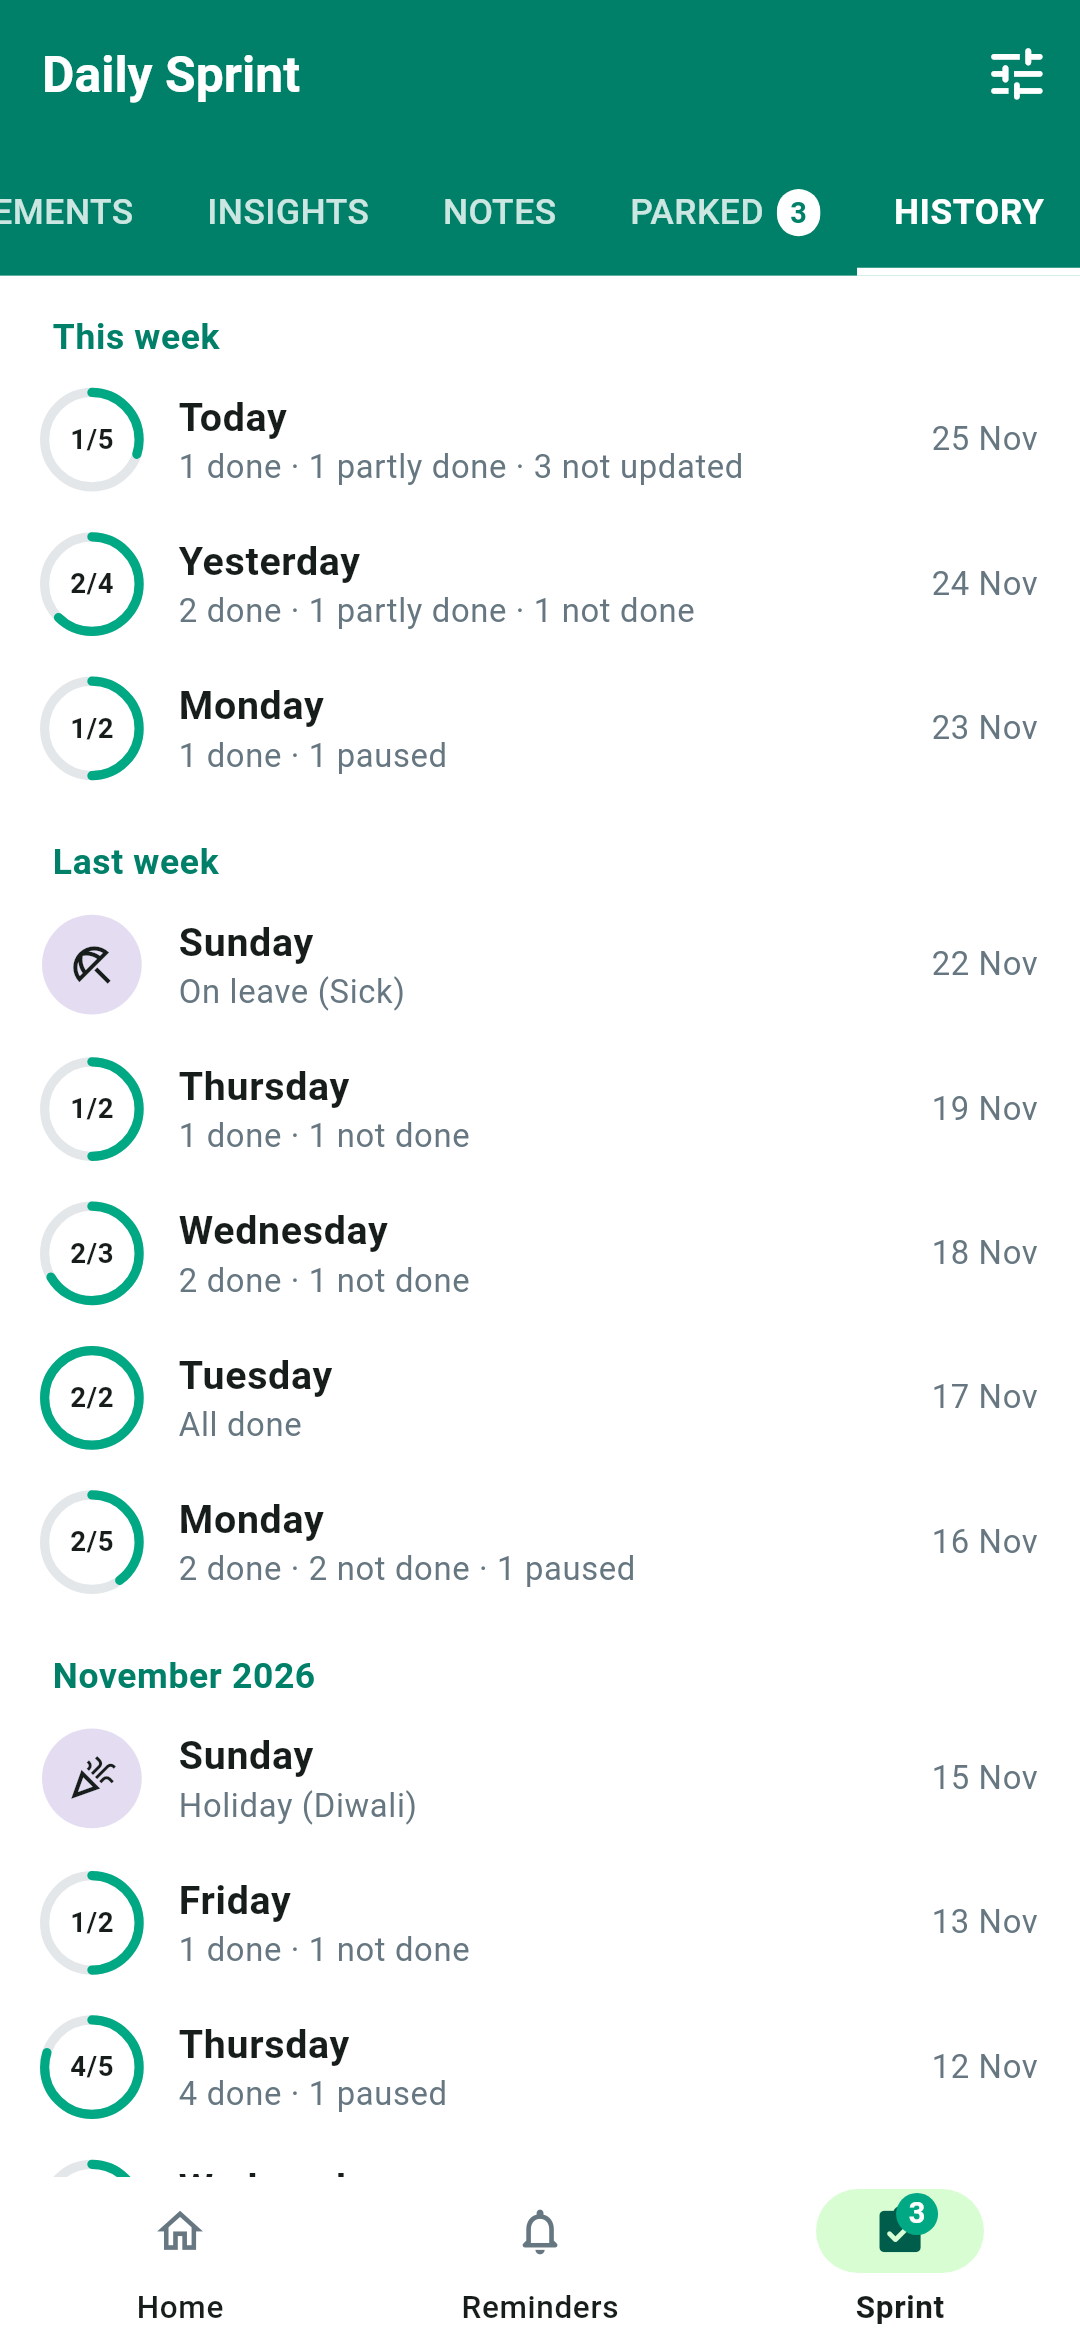 Daily Sprint
EMENTS INSIGHTS NOTES PARKED 3 HISTORY
This week
1/5 Today 25 Nov
1 done · 1 partly done · 3 not updated
2/4 Yesterday 24 Nov
2 done · 1 partly done · 1 not done
1/2 Monday 23 Nov
1 done · 1 paused
Last week
Sunday 22 Nov
On leave (Sick)
1/2 Thursday 19 Nov
1 done · 1 not done
2/3 Wednesday 18 Nov
2 done · 1 not done
2/2 Tuesday 17 Nov
All done
2/5 Monday 16 Nov
2 done · 2 not done · 1 paused
November 2026
Sunday 15 Nov
Holiday (Diwali)
1/2 Friday 13 Nov
1 done · 1 not done
4/5 Thursday 12 Nov
4 done · 1 paused
3
Home Reminders Sprint